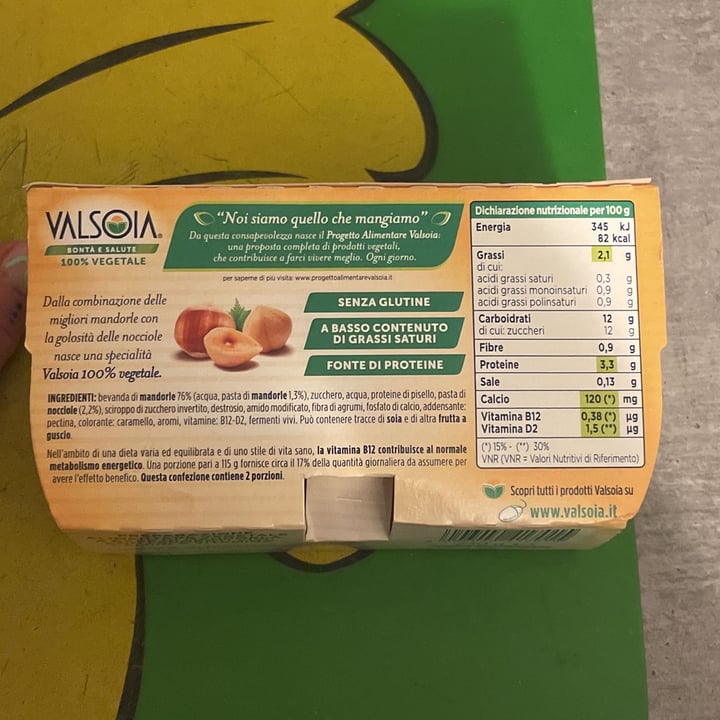 VALSOIA®
BONTÀ E SALUTE
100% VEGETALE
“Noi siamo quello che mangiamo”
Da questa consapevolezza nasce il Progetto Alimentare Valsoia:
una proposta completa di prodotti vegetali,
che contribuisce a farci vivere meglio. Ogni giorno.
per saperne di più visita: www.progettoalimentarevalsoia.it
Dalla combinazione delle
migliori mandorle con
la golosità delle nocciole
nasce una specialità
Valsoia 100% vegetale.
SENZA GLUTINE
A BASSO CONTENUTO
DI GRASSI SATURI
FONTE DI PROTEINE
INGREDIENTI: bevanda di mandorle 76% (acqua, pasta di mandorle 1,3%), zucchero, acqua, proteine di pisello, pasta di
nocciole (2,2%), sciroppo di zucchero invertito, destrosio, amido modificato, fibra di agrumi, fosfato di calcio, addensante:
pectina, colorante: caramello, aromi, vitamine: B12-D2, fermenti vivi. Può contenere tracce di soia e di altra frutta a
guscio.
Nell'ambito di una dieta varia ed equilibrata e di uno stile di vita sano, la vitamina B12 contribuisce al normale
metabolismo energetico. Una porzione pari a 115 g fornisce circa il 17% della quantità giornaliera da assumere per
avere l'effetto benefico. Questa confezione contiene 2 porzioni.
Dichiarazione nutrizionale per 100 g
Energia 345 kJ
82 kcal
Grassi 2,1 g
di cui:
acidi grassi saturi 0,3 g
acidi grassi monoinsaturi 0,9 g
acidi grassi polinsaturi 0,9 g
Carboidrati 12 g
di cui: zuccheri 12 g
Fibre 0,9 g
Proteine 3,3 g
Sale 0,13 g
Calcio 120 (*) mg
Vitamina B12 0,38 (*) µg
Vitamina D2 1,5 (**) µg
(*) 15% - (**) 30%
VNR (VNR = Valori Nutritivi di Riferimento)
Scopri tutti i prodotti Valsoia su
www.valsoia.it